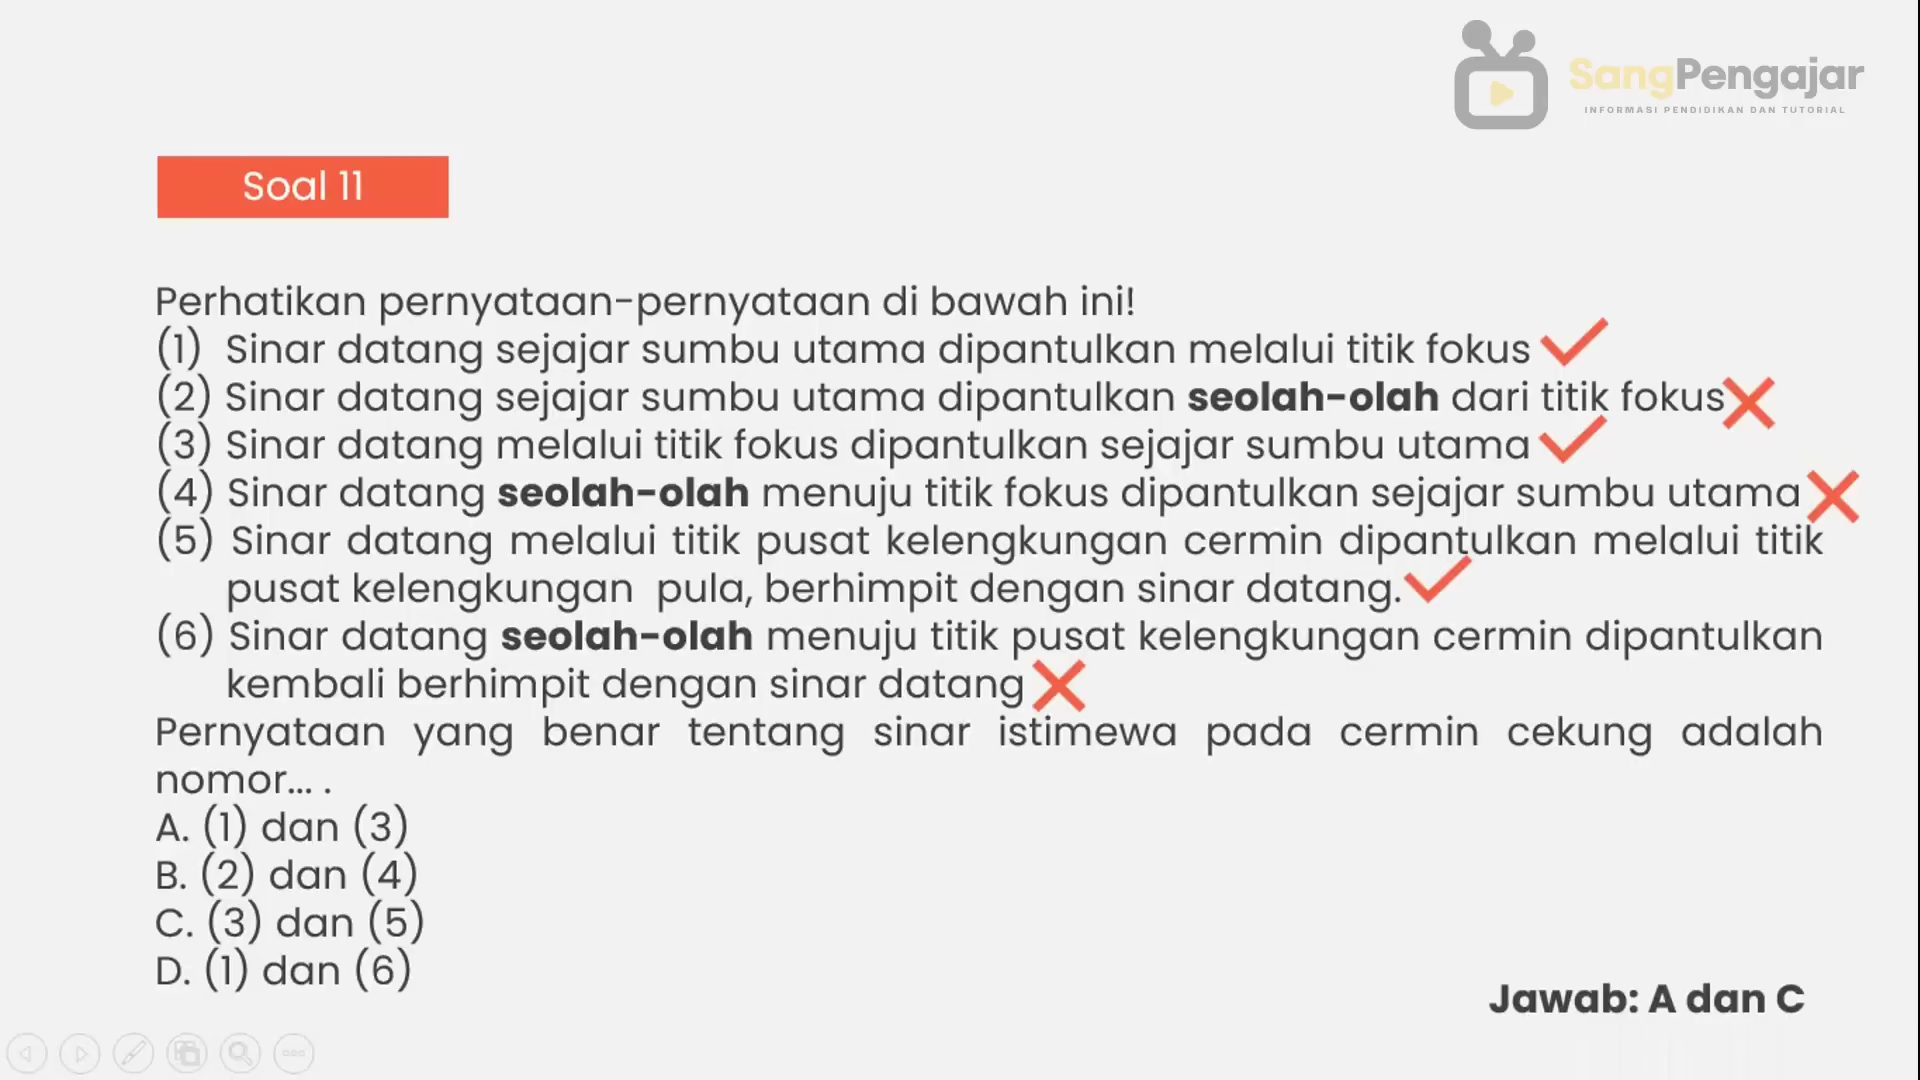 SangPengajar
INFORMASI PENDIDIKAN DAN TUTORIAL
Soal 11
Perhatikan pernyataan-pernyataan di bawah ini!
(1) Sinar datang sejajar sumbu utama dipantulkan melalui titik fokus
(2) Sinar datang sejajar sumbu utama dipantulkan seolah-olah dari titik fokus
(3) Sinar datang melalui titik fokus dipantulkan sejajar sumbu utama
(4) Sinar datang seolah-olah menuju titik fokus dipantulkan sejajar sumbu utama
(5) Sinar datang melalui titik pusat kelengkungan cermin dipantulkan melalui titik
pusat kelengkungan pula, berhimpit dengan sinar datang.
(6) Sinar datang seolah-olah menuju titik pusat kelengkungan cermin dipantulkan
kembali berhimpit dengan sinar datang
Pernyataan yang benar tentang sinar istimewa pada cermin cekung adalah
nomor... .
A. (1) dan (3)
B. (2) dan (4)
C. (3) dan (5)
D. (1) dan (6)
Jawab: A dan C